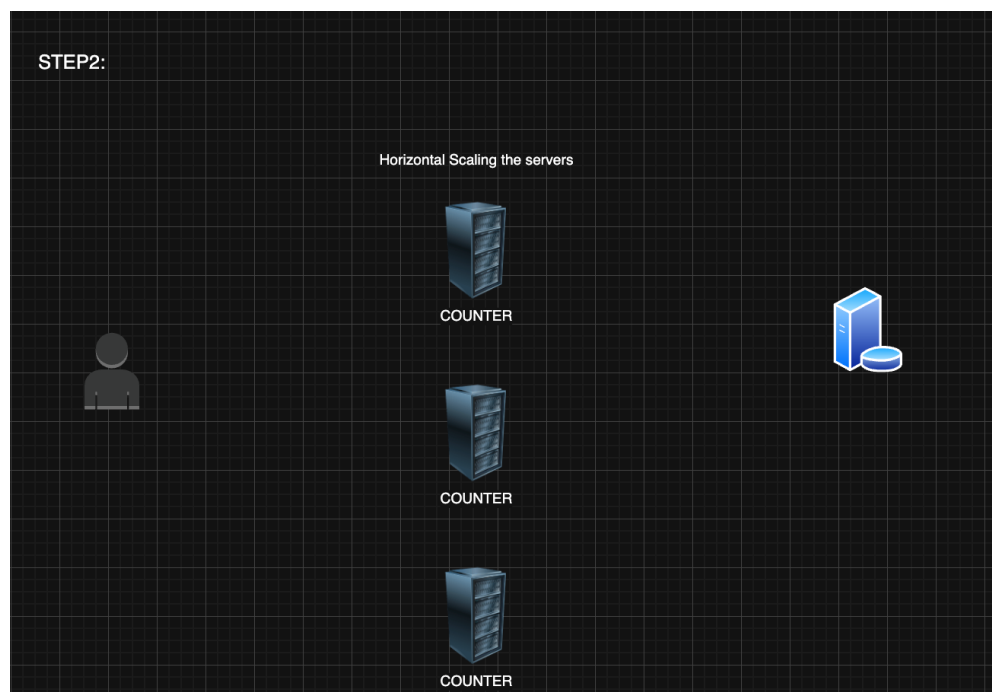 STEP2:
Horizontal Scaling the servers
COUNTER
COUNTER
COUNTER